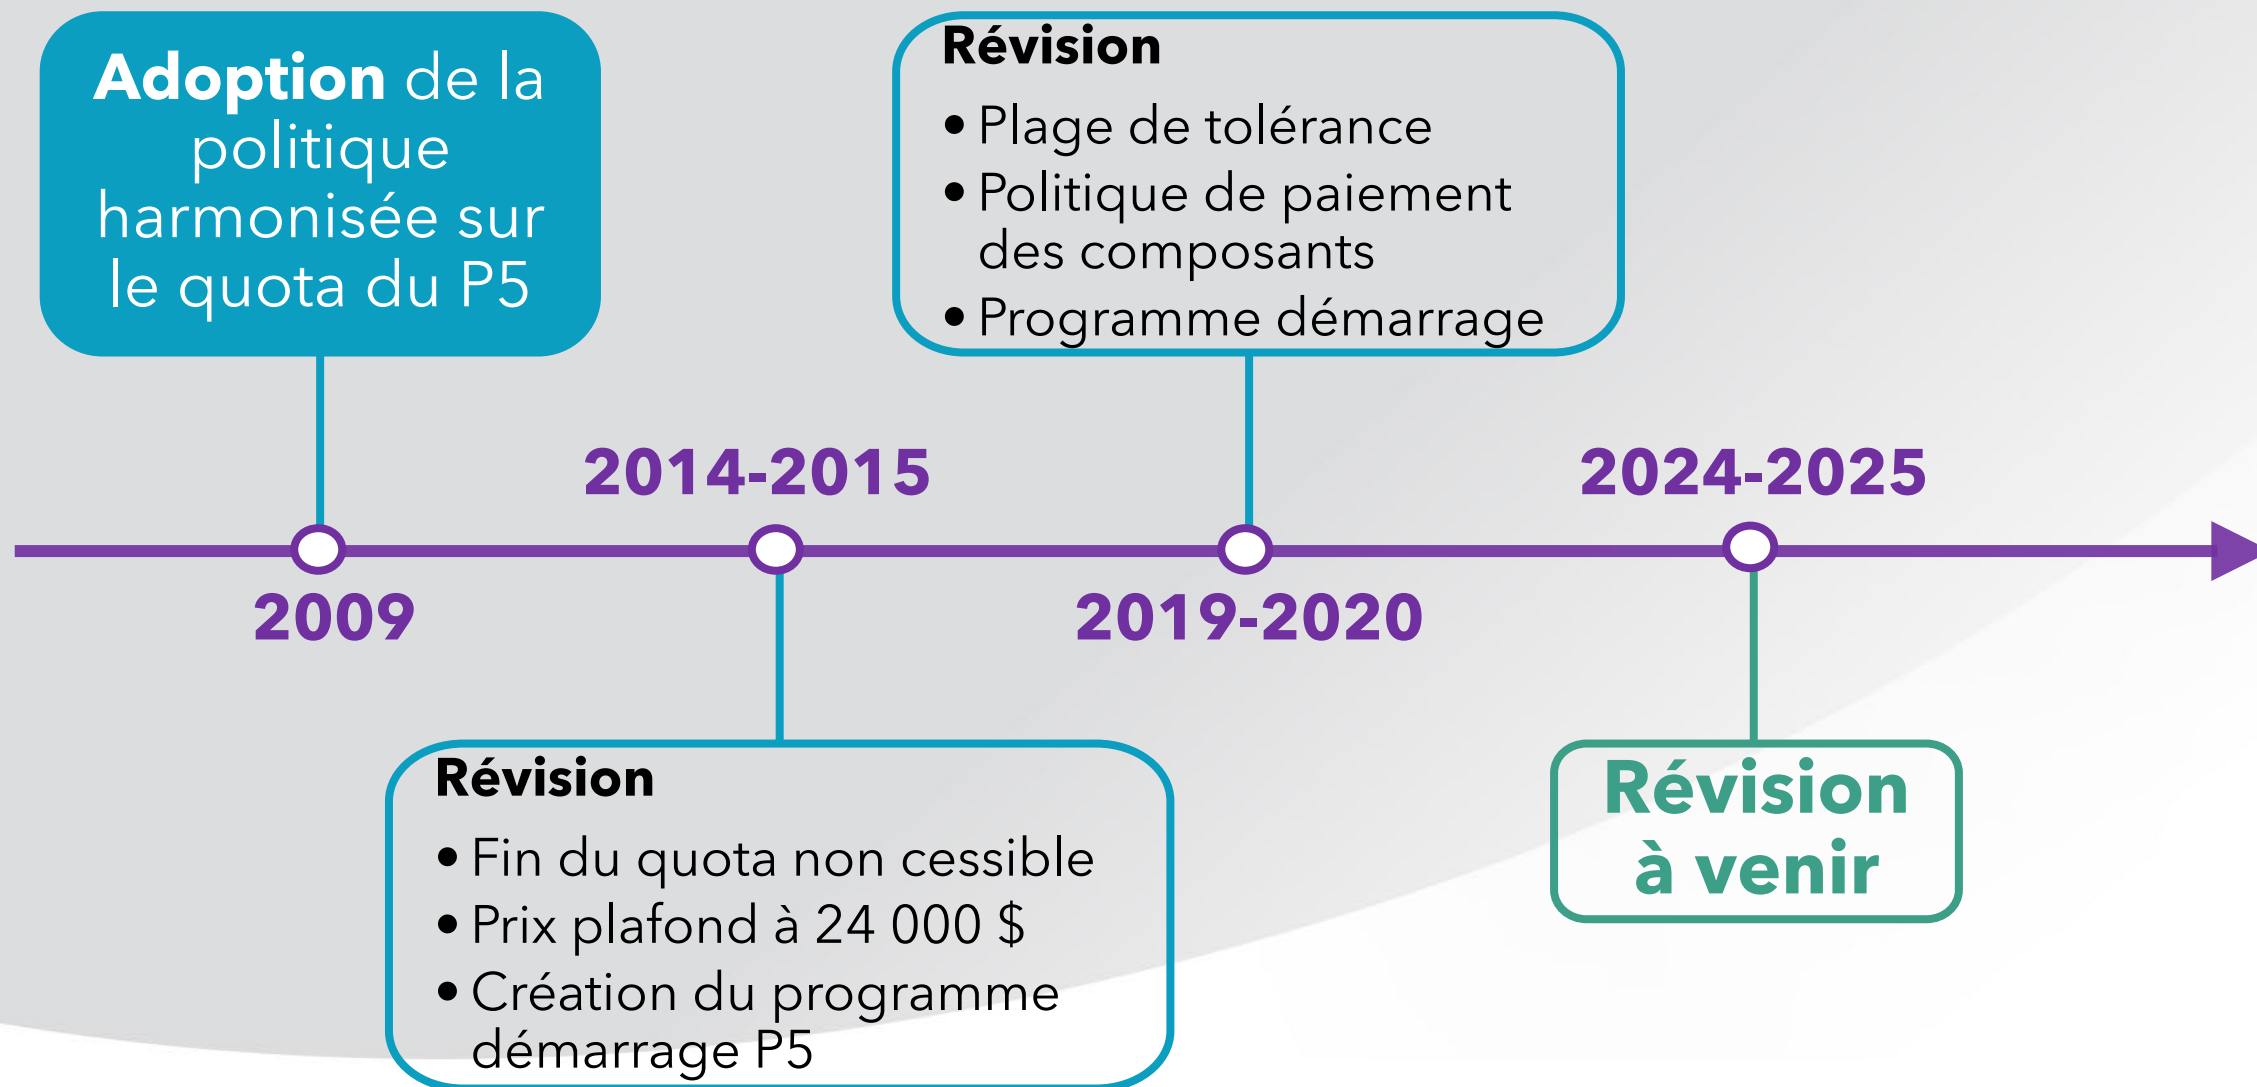 Adoption de la
politique
harmonisée sur
le quota du P5
Révision
• Plage de tolérance
• Politique de paiement
des composants
• Programme démarrage
2014-2015
2024-2025
2009
2019-2020
Révision
• Fin du quota non cessible
• Prix plafond à 24 000 $
• Création du programme
démarrage P5
Révision
à venir